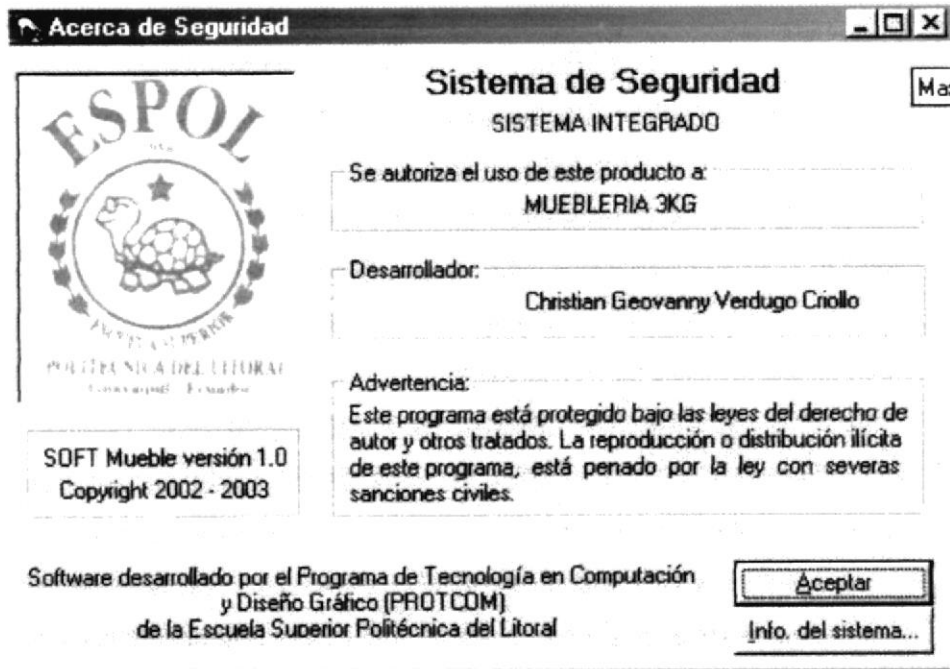 Acerca de Seguridad
Sistema de Seguridad
SISTEMA INTEGRADO
Se autoriza el uso de este producto a:
MUEBLERIA 3KG
Desarrollador:
Christian Geovanny Verdugo Criollo
Advertencia:
Este programa está protegido bajo las leyes del derecho de
autor y otros tratados. La reproducción o distribución ilícita
de este programa, está penado por la ley con severas
sanciones civiles.
ESPOL
ESCUELA SUPERIOR
POLITECNICA DEL LITORAL
Guayaquil - Ecuador
SOFT Mueble versión 1.0
Copyright 2002 - 2003
Software desarrollado por el Programa de Tecnología en Computación
y Diseño Gráfico (PROTCOM)
de la Escuela Superior Politécnica del Litoral
Aceptar
Info. del sistema...